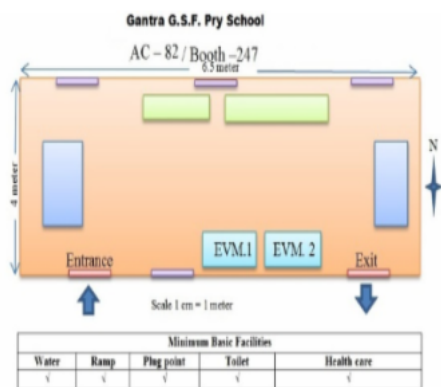 Gantra G.S.F. Pry School
AC – 82 / Booth –247
6.5 meter
4 meter
N
EVM.1 EVM. 2
Entrance Exit
Scale 1 cm = 1 meter
Minimum Basic Facilities
Water Ramp Plug point Toilet Health care
√ √ √ √ √